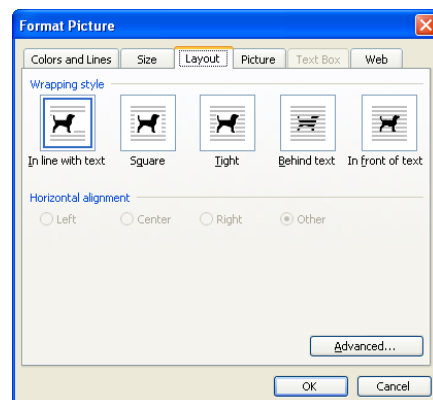 Format Picture
Colors and Lines Size Layout Picture Text Box Web
Wrapping style
In line with text Square Tight Behind text In front of text
Horizontal alignment
Left Center Right Other
Advanced...
OK Cancel